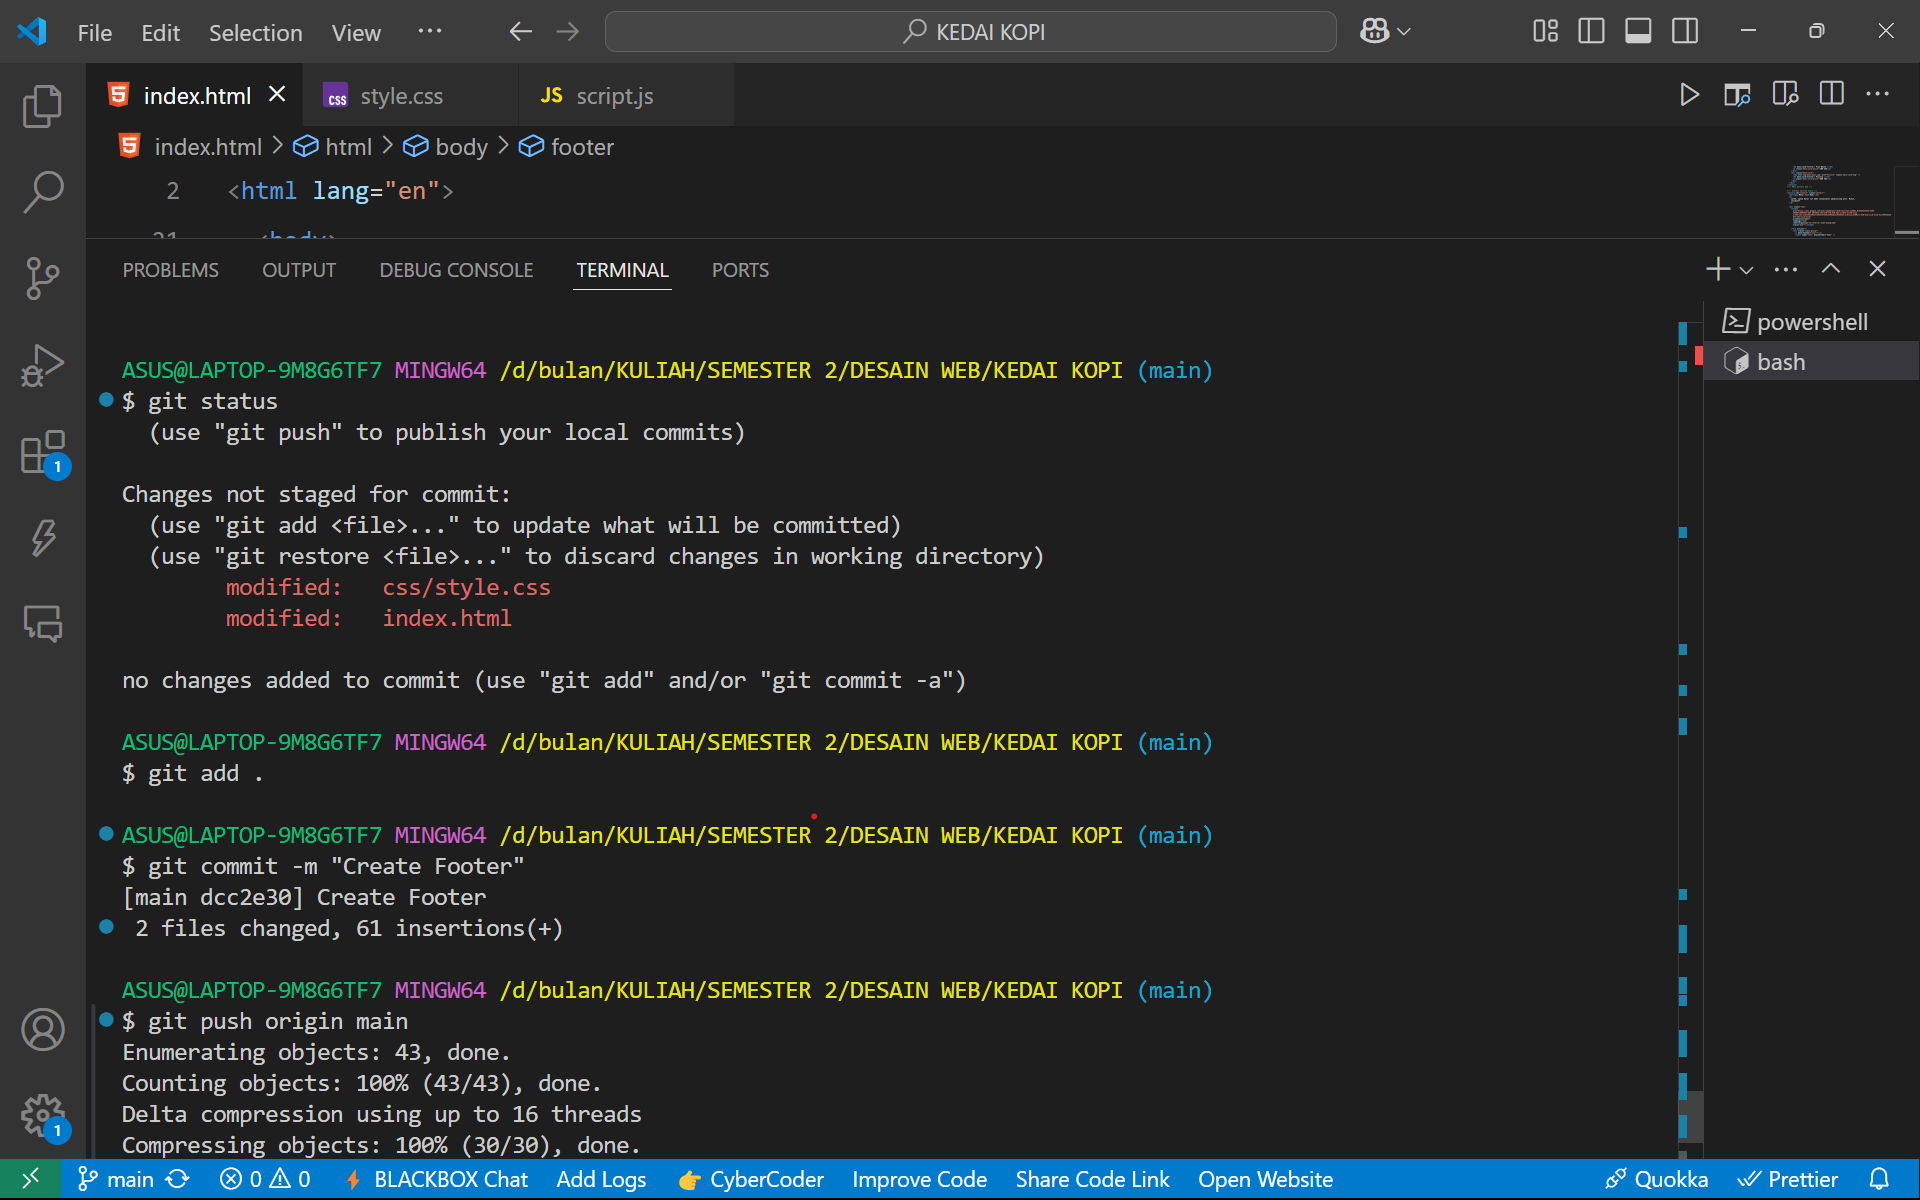 File Edit Selection View ··· KEDAI KOPI
index.html style.css script.js
index.html > html > body > footer
2 <html lang="en">
21 <body>
PROBLEMS OUTPUT DEBUG CONSOLE TERMINAL PORTS
powershell
bash
ASUS@LAPTOP-9M8G6TF7 MINGW64 /d/bulan/KULIAH/SEMESTER 2/DESAIN WEB/KEDAI KOPI (main)
$ git status
(use "git push" to publish your local commits)
Changes not staged for commit:
(use "git add <file>..." to update what will be committed)
(use "git restore <file>..." to discard changes in working directory)
modified: css/style.css
modified: index.html
no changes added to commit (use "git add" and/or "git commit -a")
ASUS@LAPTOP-9M8G6TF7 MINGW64 /d/bulan/KULIAH/SEMESTER 2/DESAIN WEB/KEDAI KOPI (main)
$ git add .
ASUS@LAPTOP-9M8G6TF7 MINGW64 /d/bulan/KULIAH/SEMESTER 2/DESAIN WEB/KEDAI KOPI (main)
$ git commit -m "Create Footer"
[main dcc2e30] Create Footer
2 files changed, 61 insertions(+)
ASUS@LAPTOP-9M8G6TF7 MINGW64 /d/bulan/KULIAH/SEMESTER 2/DESAIN WEB/KEDAI KOPI (main)
$ git push origin main
Enumerating objects: 43, done.
Counting objects: 100% (43/43), done.
Delta compression using up to 16 threads
Compressing objects: 100% (30/30), done.
1
1
main 0 0 BLACKBOX Chat Add Logs CyberCoder Improve Code Share Code Link Open Website Quokka Prettier